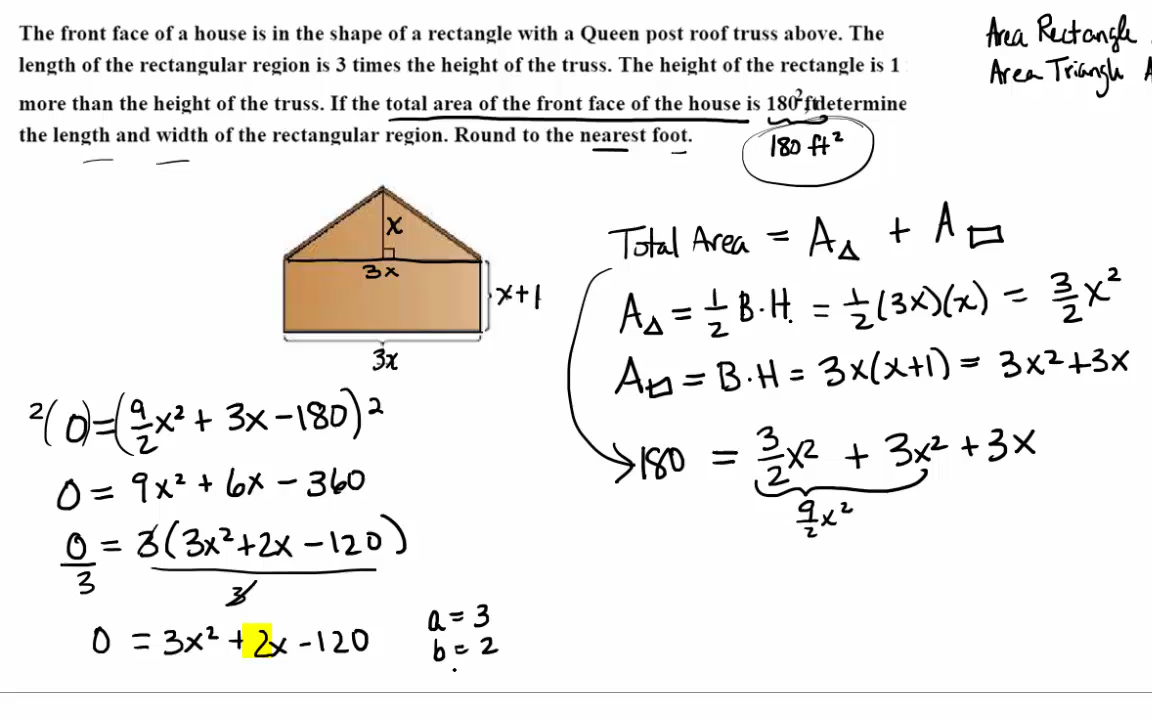 The front face of a house is in the shape of a rectangle with a Queen post roof truss above. The
length of the rectangular region is 3 times the height of the truss. The height of the rectangle is 1
more than the height of the truss. If the total area of the front face of the house is 180 ft² determine
the length and width of the rectangular region. Round to the nearest foot.
180 ft²
Area Rectangle
Area Triangle A
x
3x
x+1
3x
Total Area = A△ + A▭
A△ = 1/2 B·H. = 1/2 (3x)(x) = 3/2 x²
A▭ = B·H = 3x(x+1) = 3x²+3x
180 = 3/2 x² + 3x² + 3x
9/2 x²
2(0)=(9/2 x² + 3x - 180)2
0 = 9x² + 6x - 360
0/3 = 3(3x²+2x-120)/3
0 = 3x² + 2x - 120
a = 3
b = 2